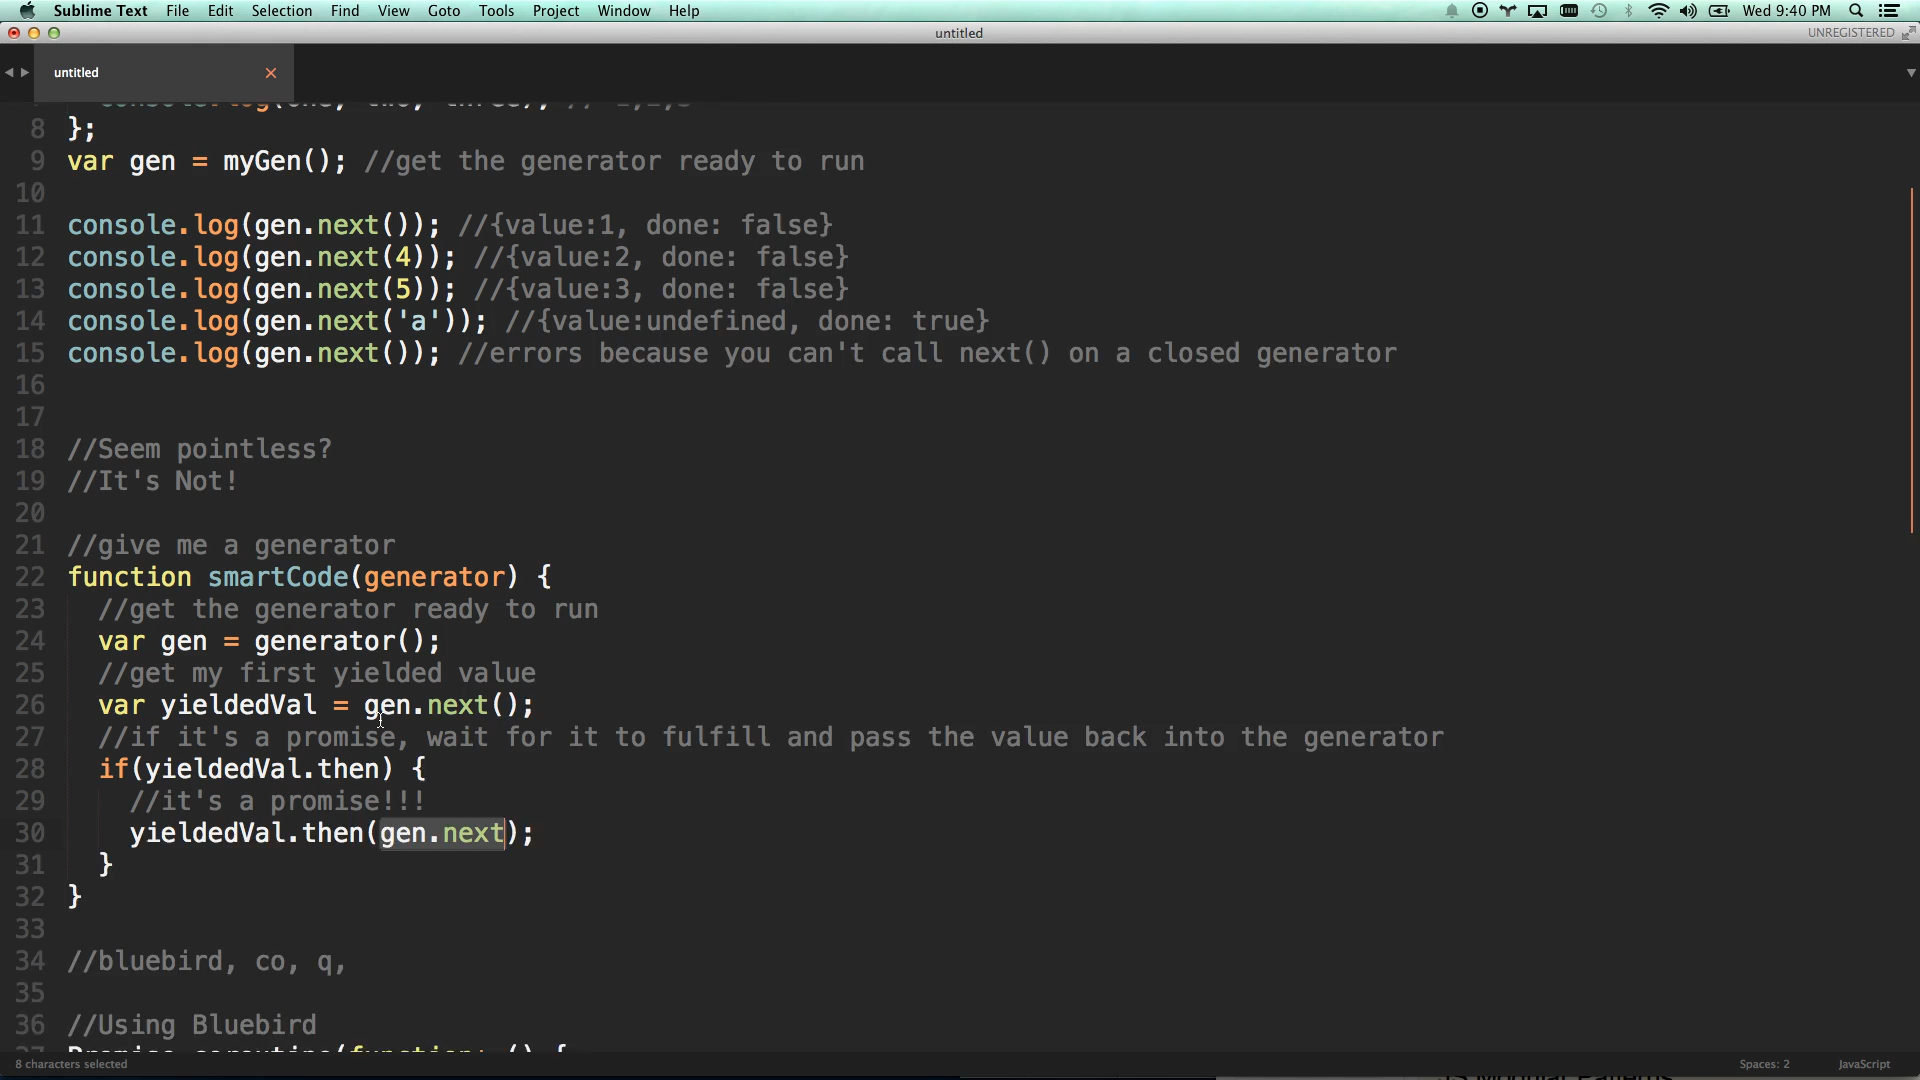 Sublime Text File Edit Selection Find View Goto Tools Project Window Help Wed 9:40 PM
untitled UNREGISTERED
untitled
8 };
9 var gen = myGen(); //get the generator ready to run
10
11 console.log(gen.next()); //{value:1, done: false}
12 console.log(gen.next(4)); //{value:2, done: false}
13 console.log(gen.next(5)); //{value:3, done: false}
14 console.log(gen.next('a')); //{value:undefined, done: true}
15 console.log(gen.next()); //errors because you can't call next() on a closed generator
16
17
18 //Seem pointless?
19 //It's Not!
20
21 //give me a generator
22 function smartCode(generator) {
23 //get the generator ready to run
24 var gen = generator();
25 //get my first yielded value
26 var yieldedVal = gen.next();
27 //if it's a promise, wait for it to fulfill and pass the value back into the generator
28 if(yieldedVal.then) {
29 //it's a promise!!!
30 yieldedVal.then(gen.next);
31 }
32 }
33
34 //bluebird, co, q,
35
36 //Using Bluebird
8 characters selected Spaces: 2 JavaScript